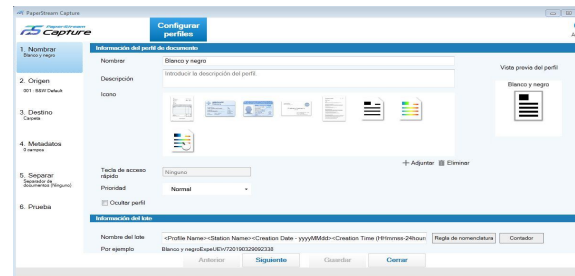 PaperStream Capture
PaperStream
Capture
Configurar
perfiles
1. Nombrar
Blanco y negro
2. Origen
001 : BSW Default
3. Destino
Carpeta
4. Metadatos
0 campos
5. Separar
Separador de
documentos (Ninguno)
6. Prueba
Información del perfil de documento
Nombrar
Blanco y negro
Descripción
Introducir la descripción del perfil.
Icono
Adjuntar
Eliminar
Tecla de acceso
rápido
Ninguno
Prioridad
Normal
Ocultar perfil
Vista previa del perfil
Blanco y negro
Información del lote
Nombre del lote
<Profile Name><Station Name><Creation Date - yyyyMMdd><Creation Time (HHmmss-24houn
Regla de nomenclatura
Contador
Por ejemplo
Anterior
Siguiente
Guardar
Cerrar